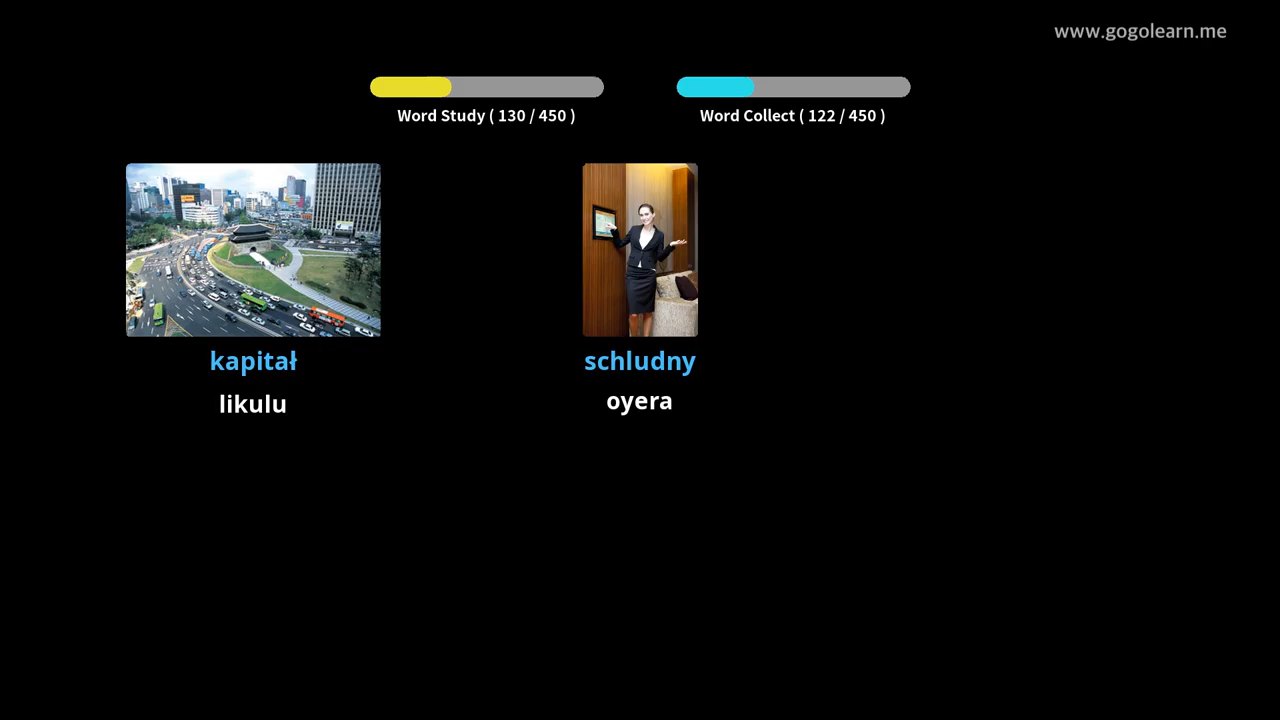 www.gogolearn.me
Word Study ( 130 / 450 )
Word Collect ( 122 / 450 )
kapitał
likulu
schludny
oyera